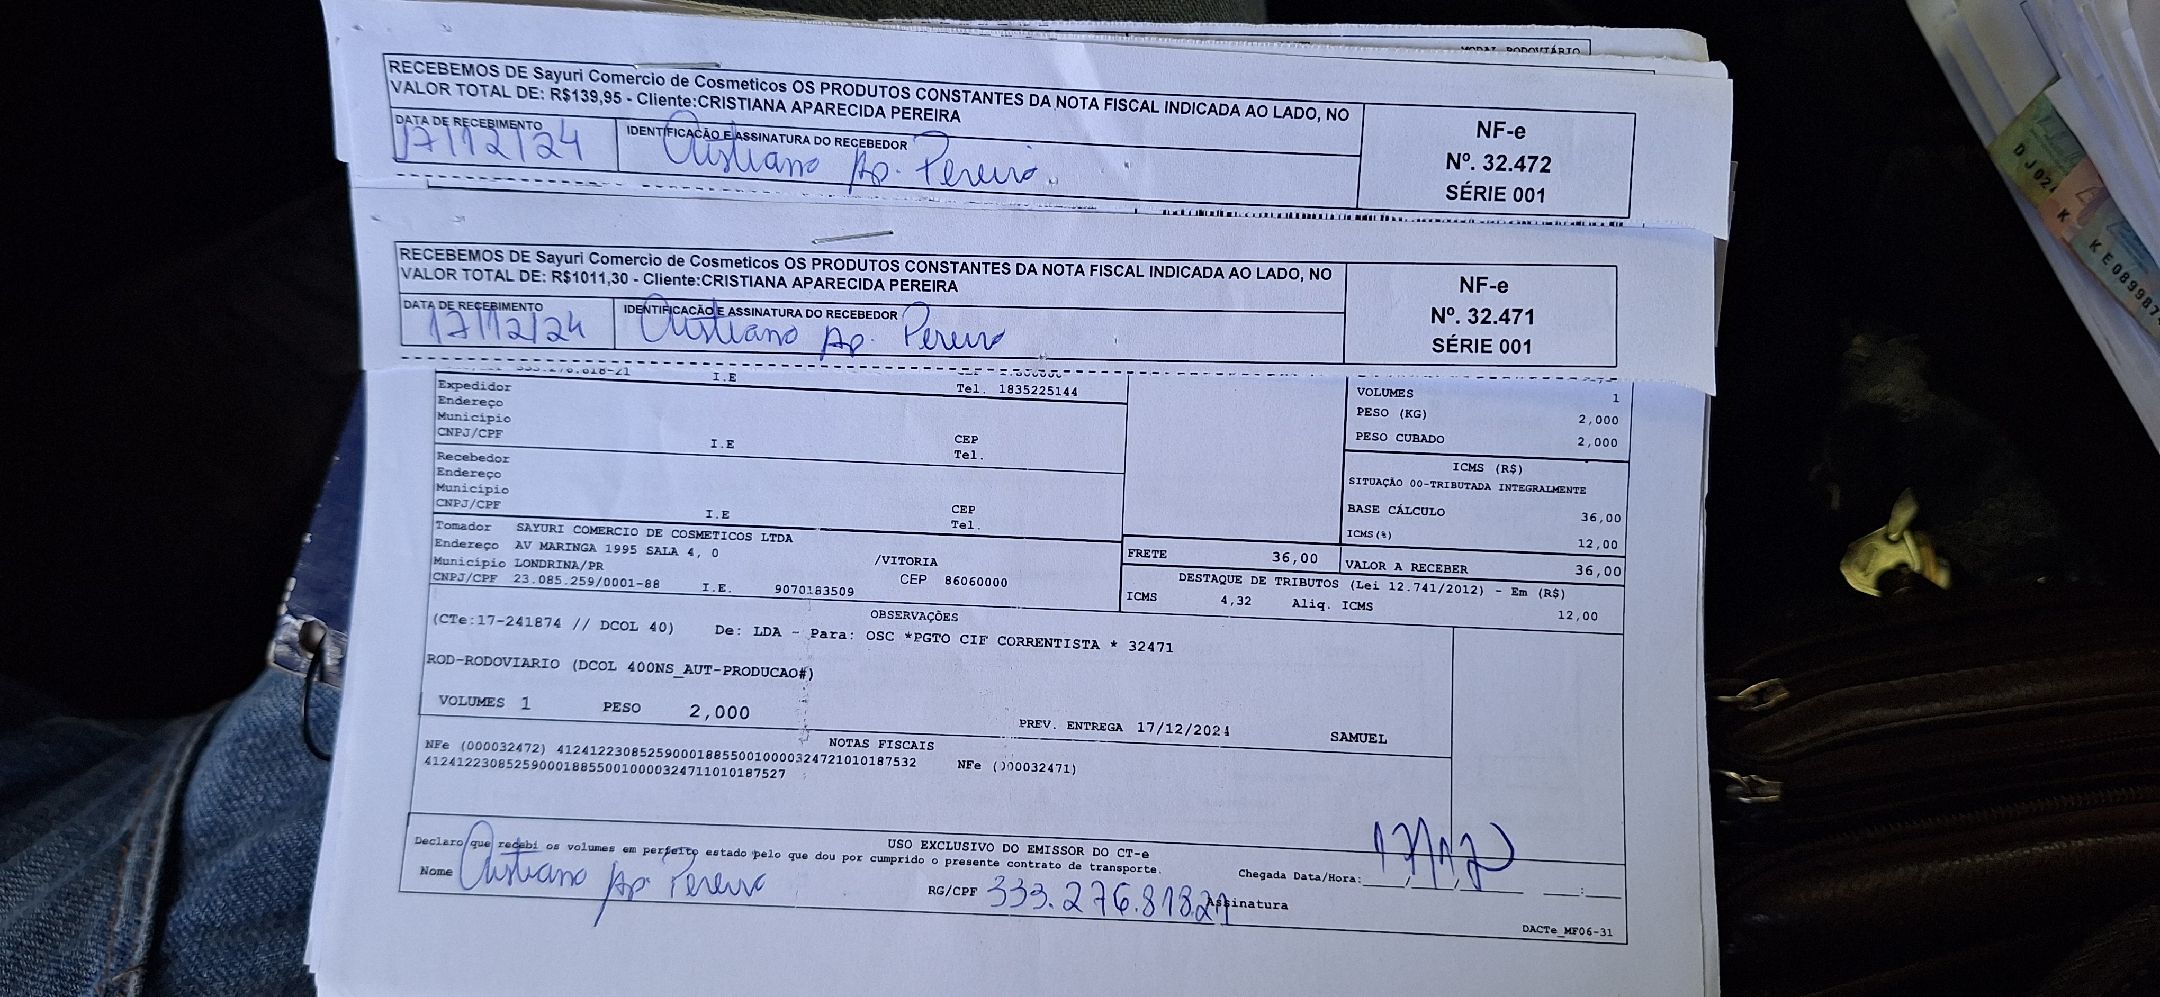 MODAL RODOVIÁRIO
RECEBEMOS DE Sayuri Comercio de Cosmeticos OS PRODUTOS CONSTANTES DA NOTA FISCAL INDICADA AO LADO, NO
VALOR TOTAL DE: R$139,95 - Cliente:CRISTIANA APARECIDA PEREIRA
DATA DE RECEBIMENTO
17/12/24
IDENTIFICAÇÃO E ASSINATURA DO RECEBEDOR
Cristiana Ap. Pereira
NF-e
Nº. 32.472
SÉRIE 001
RECEBEMOS DE Sayuri Comercio de Cosmeticos OS PRODUTOS CONSTANTES DA NOTA FISCAL INDICADA AO LADO, NO
VALOR TOTAL DE: R$1011,30 - Cliente:CRISTIANA APARECIDA PEREIRA
DATA DE RECEBIMENTO
17/12/24
IDENTIFICAÇÃO E ASSINATURA DO RECEBEDOR
Cristiana Ap. Pereira
NF-e
Nº. 32.471
SÉRIE 001
I.E
Expedidor Tel. 1835225144
Endereço
Município
CNPJ/CPF I.E CEP
Tel.
Recebedor
Endereço
Município
CNPJ/CPF I.E CEP
Tel.
Tomador SAYURI COMERCIO DE COSMETICOS LTDA
Endereço AV MARINGA 1995 SALA 4, 0 /VITORIA
Município LONDRINA/PR CEP 86060000
CNPJ/CPF 23.085.259/0001-88 I.E. 9070183509
VOLUMES 1
PESO (KG) 2,000
PESO CUBADO 2,000
ICMS (R$)
SITUAÇÃO 00-TRIBUTADA INTEGRALMENTE
BASE CÁLCULO 36,00
ICMS(%) 12,00
FRETE 36,00 VALOR A RECEBER 36,00
DESTAQUE DE TRIBUTOS (Lei 12.741/2012) - Em (R$)
ICMS 4,32 Aliq. ICMS 12,00
OBSERVAÇÕES
(CTe:17-241874 // DCOL 40) De: LDA - Para: OSC *PGTO CIF CORRENTISTA * 32471
ROD-RODOVIARIO (DCOL 400NS_AUT-PRODUCAO#)
VOLUMES 1 PESO 2,000 PREV. ENTREGA 17/12/2024 SAMUEL
NOTAS FISCAIS
NFe (000032472) 41241223085259000188550010000324721010187532 NFe (000032471)
41241223085259000188550010000324711010187527
USO EXCLUSIVO DO EMISSOR DO CT-e
Declaro que recebi os volumes em perfeito estado pelo que dou por cumprido o presente contrato de transporte.
Nome Cristiana Ap Pereira RG/CPF 333.276.818 21 Assinatura
Chegada Data/Hora:
DACTe_MF06-31
DJ024
KE089987